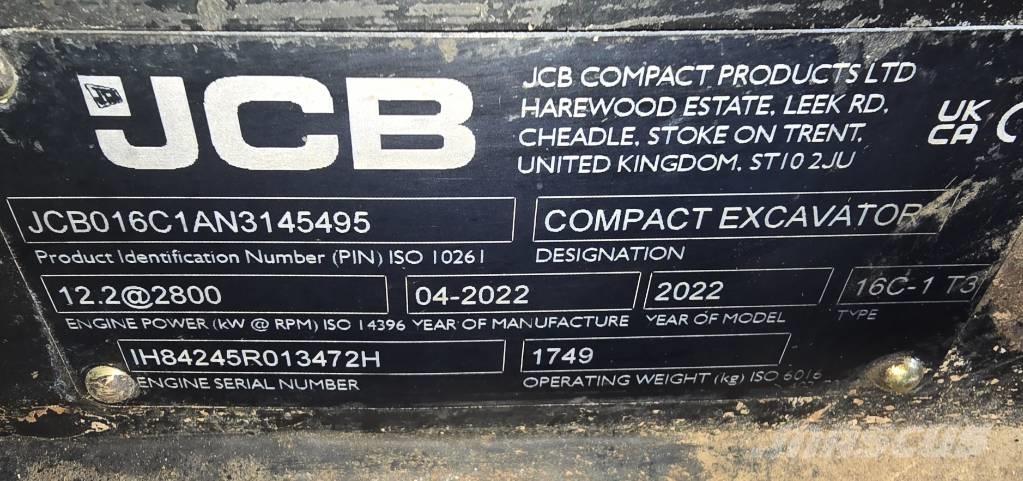 JCB
JCB COMPACT PRODUCTS LTD
HAREWOOD ESTATE, LEEK RD,
CHEADLE, STOKE ON TRENT,
UNITED KINGDOM, ST10 2JU
UK
CA
JCB016C1AN3145495
Product Identification Number (PIN) ISO 10261
COMPACT EXCAVATOR
DESIGNATION
12.2@2800
ENGINE POWER (kW @ RPM) ISO 14396
04-2022
YEAR OF MANUFACTURE
2022
YEAR OF MODEL
16C-1 T3
TYPE
IH84245R013472H
ENGINE SERIAL NUMBER
1749
OPERATING WEIGHT (kg) ISO 6016
mascus